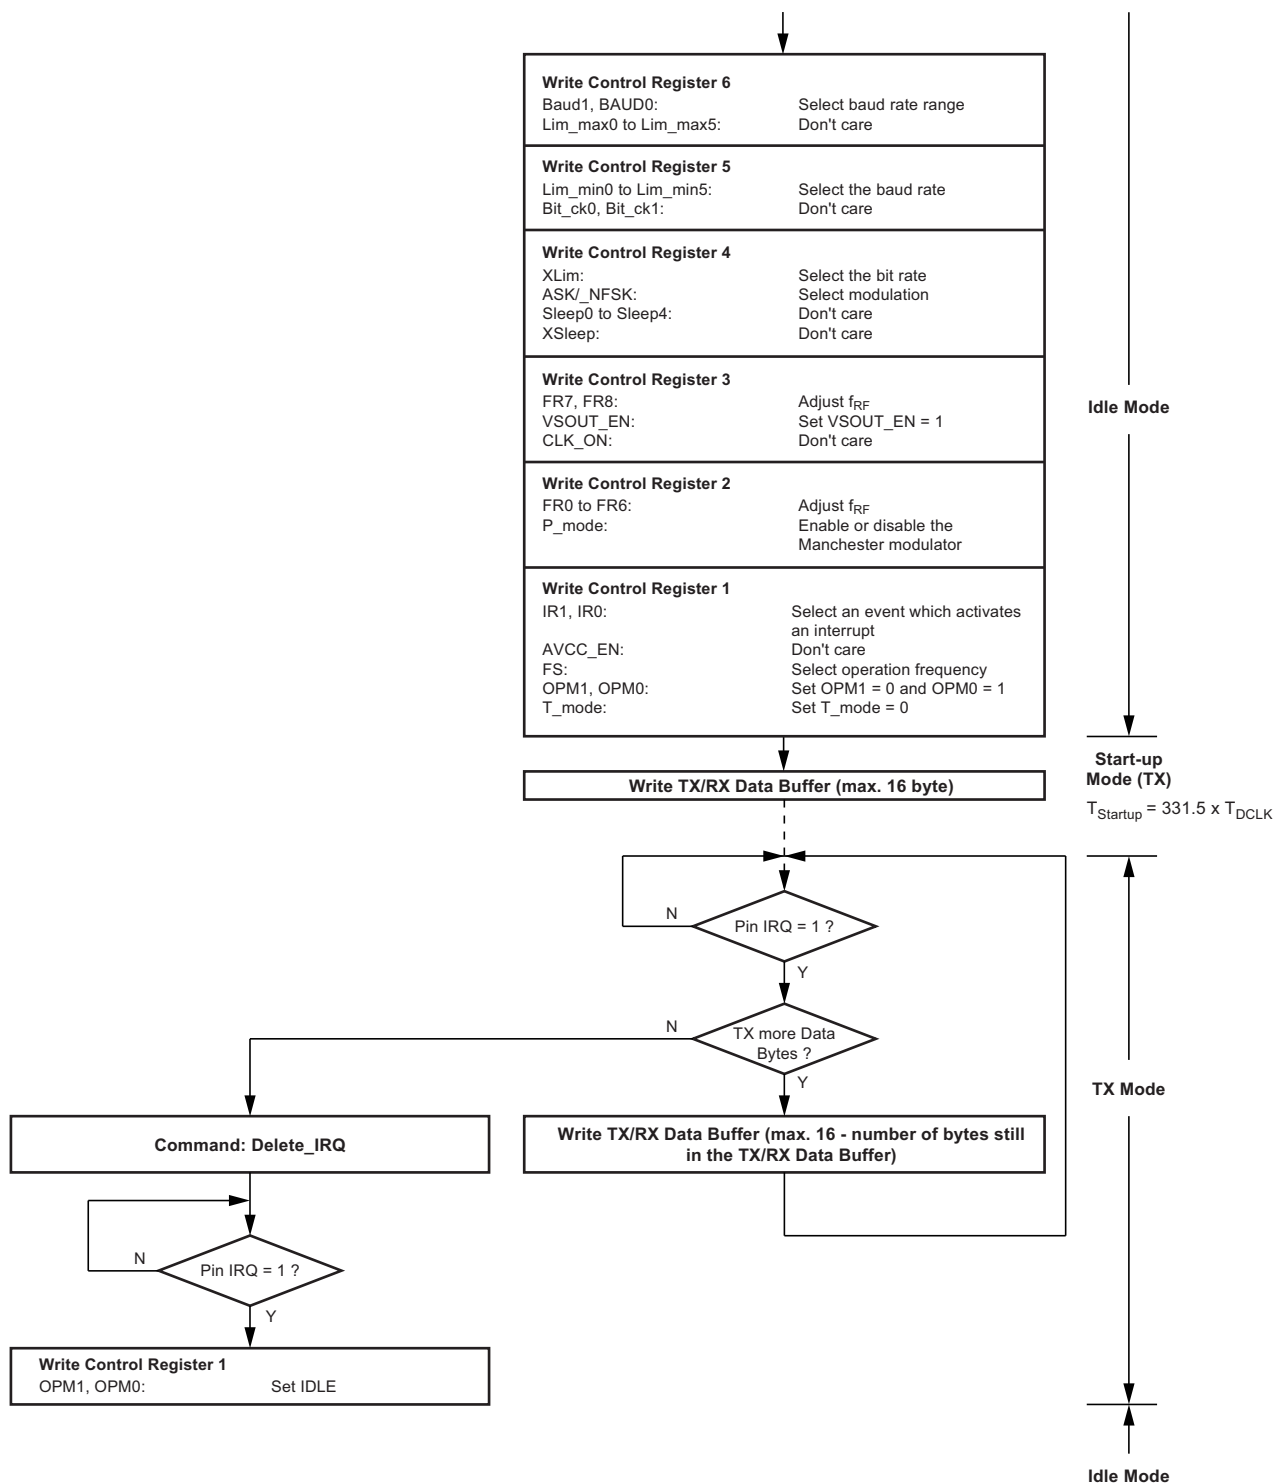 Write Control Register 6
Baud1, BAUD0: Select baud rate range
Lim_max0 to Lim_max5: Don't care
Write Control Register 5
Lim_min0 to Lim_min5: Select the baud rate
Bit_ck0, Bit_ck1: Don't care
Write Control Register 4
XLim: Select the bit rate
ASK/_NFSK: Select modulation
Sleep0 to Sleep4: Don't care
XSleep: Don't care
Write Control Register 3
FR7, FR8: Adjust fRF
VSOUT_EN: Set VSOUT_EN = 1
CLK_ON: Don't care
Idle Mode
Write Control Register 2
FR0 to FR6: Adjust fRF
P_mode: Enable or disable the
Manchester modulator
Write Control Register 1
IR1, IR0: Select an event which activates
an interrupt
AVCC_EN: Don't care
FS: Select operation frequency
OPM1, OPM0: Set OPM1 = 0 and OPM0 = 1
T_mode: Set T_mode = 0
Start-up
Mode (TX)
TStartup = 331.5 x TDCLK
Write TX/RX Data Buffer (max. 16 byte)
N
Pin IRQ = 1 ?
Y
N
TX more Data
Bytes ?
Y
TX Mode
Command: Delete_IRQ
Write TX/RX Data Buffer (max. 16 - number of bytes still
in the TX/RX Data Buffer)
N
Pin IRQ = 1 ?
Y
Write Control Register 1
OPM1, OPM0: Set IDLE
Idle Mode